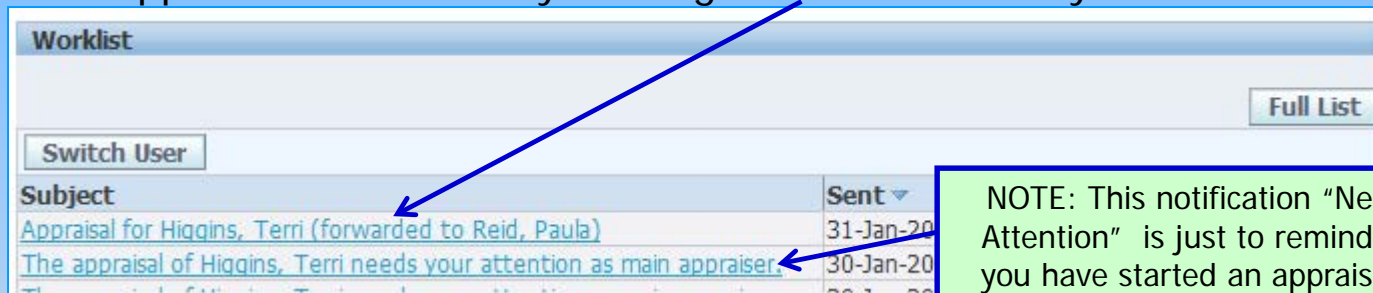 Worklist
Full List
Switch User
Subject Sent
Appraisal for Higgins, Terri (forwarded to Reid, Paula) 31-Jan-20
The appraisal of Higgins, Terri needs your attention as main appraiser. 30-Jan-20
NOTE: This notification “Ne
Attention” is just to remind
you have started an apprais